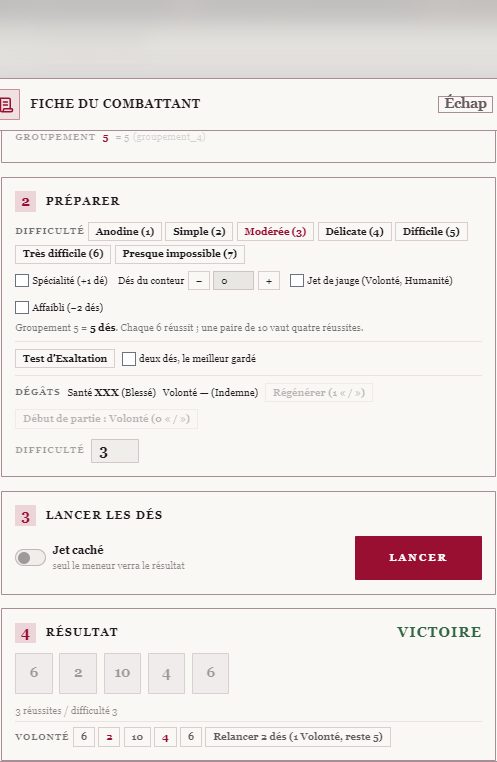 FICHE DU COMBATTANT Échap
GROUPEMENT 5 = 5 (groupement_4)
2 PRÉPARER
DIFFICULTÉ Anodine (1) Simple (2) Modérée (3) Délicate (4) Difficile (5)
Très difficile (6) Presque impossible (7)
Spécialité (+1 dé) Dés du conteur − 0 + Jet de jauge (Volonté, Humanité)
Affaibli (−2 dés)
Groupement 5 = 5 dés. Chaque 6 réussit ; une paire de 10 vaut quatre réussites.
Test d'Exaltation deux dés, le meilleur gardé
DÉGÂTS Santé XXX (Blessé) Volonté — (Indemne) Régénérer (1 « / »)
Début de partie : Volonté (0 « / »)
DIFFICULTÉ 3
3 LANCER LES DÉS
Jet caché
seul le meneur verra le résultat
LANCER
4 RÉSULTAT VICTOIRE
6 2 10 4 6
3 réussites / difficulté 3
VOLONTÉ 6 2 10 4 6 Relancer 2 dés (1 Volonté, reste 5)